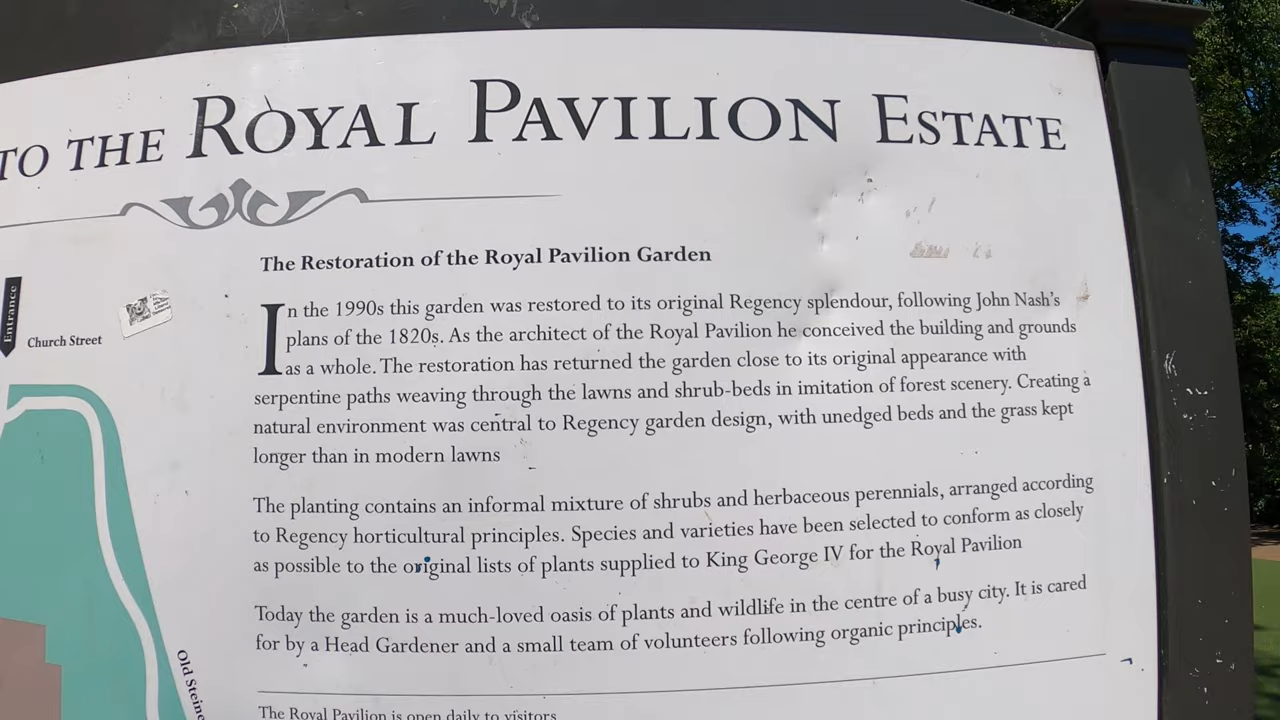 TO THE ROYAL PAVILION ESTATE
Entrance
Church Street
The Restoration of the Royal Pavilion Garden
In the 1990s this garden was restored to its original Regency splendour, following John Nash's
plans of the 1820s. As the architect of the Royal Pavilion he conceived the building and grounds
as a whole. The restoration has returned the garden close to its original appearance with
serpentine paths weaving through the lawns and shrub-beds in imitation of forest scenery. Creating a
natural environment was central to Regency garden design, with unedged beds and the grass kept
longer than in modern lawns
The planting contains an informal mixture of shrubs and herbaceous perennials, arranged according
to Regency horticultural principles. Species and varieties have been selected to conform as closely
as possible to the original lists of plants supplied to King George IV for the Royal Pavilion
Today the garden is a much-loved oasis of plants and wildlife in the centre of a busy city. It is cared
for by a Head Gardener and a small team of volunteers following organic principles.
Old Steine
The Royal Pavilion is open daily to visitors